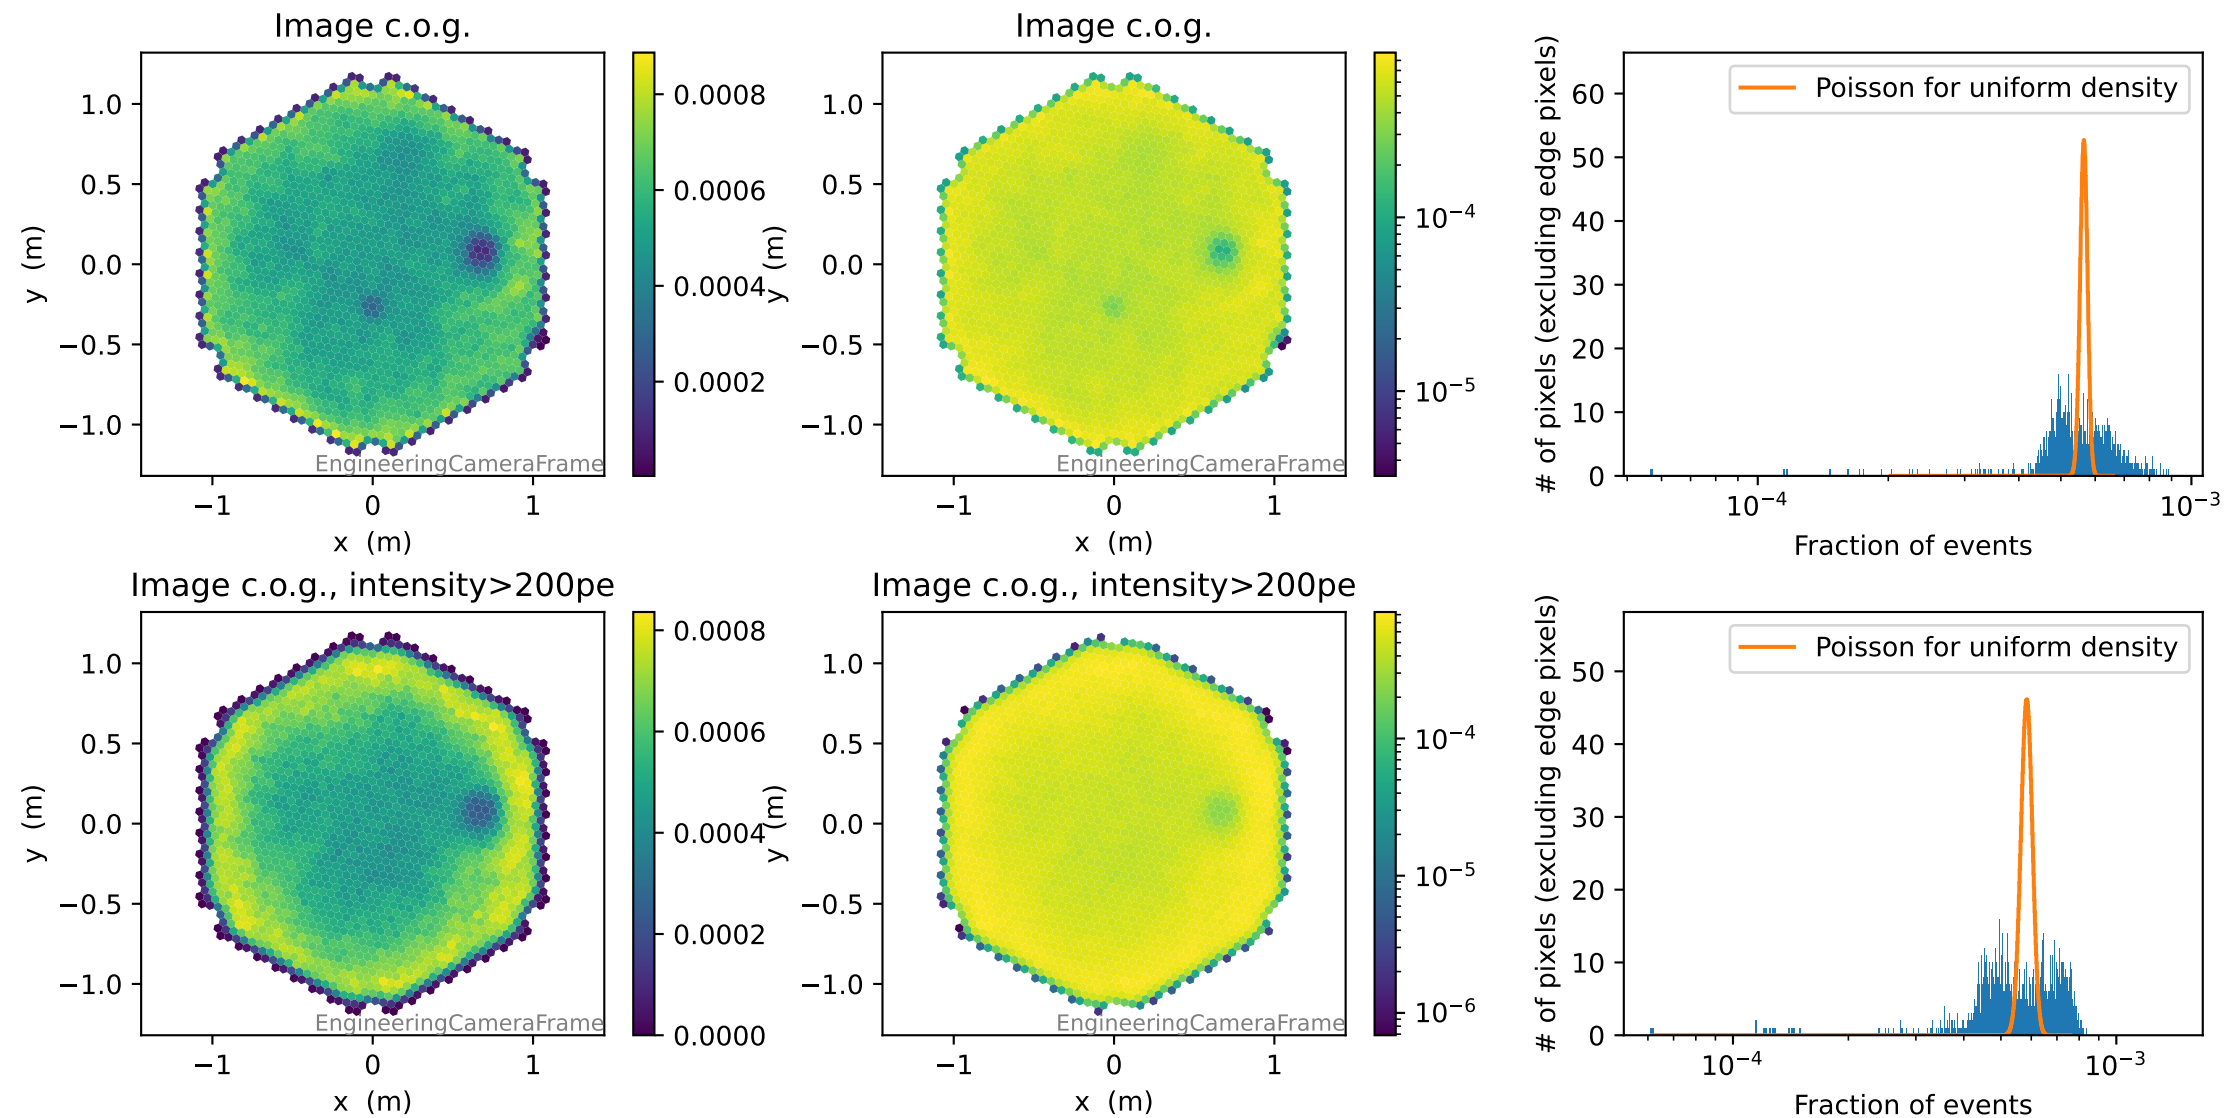 Image c.o.g.
1.0
0.5
0.0
−0.5
−1.0
y (m)
−1 0 1
x (m)
EngineeringCameraFrame
0.0008
0.0006
0.0004
0.0002
Image c.o.g.
1.0
0.5
0.0
−0.5
−1.0
y (m)
−1 0 1
x (m)
EngineeringCameraFrame
10−4
10−5
Poisson for uniform density
# of pixels (excluding edge pixels)
60
50
40
30
20
10
0
10−4 10−3
Fraction of events
Image c.o.g., intensity>200pe
1.0
0.5
0.0
−0.5
−1.0
y (m)
−1 0 1
x (m)
EngineeringCameraFrame
0.0008
0.0006
0.0004
0.0002
0.0000
Image c.o.g., intensity>200pe
1.0
0.5
0.0
−0.5
−1.0
y (m)
−1 0 1
x (m)
EngineeringCameraFrame
10−4
10−5
10−6
Poisson for uniform density
# of pixels (excluding edge pixels)
50
40
30
20
10
0
10−4 10−3
Fraction of events